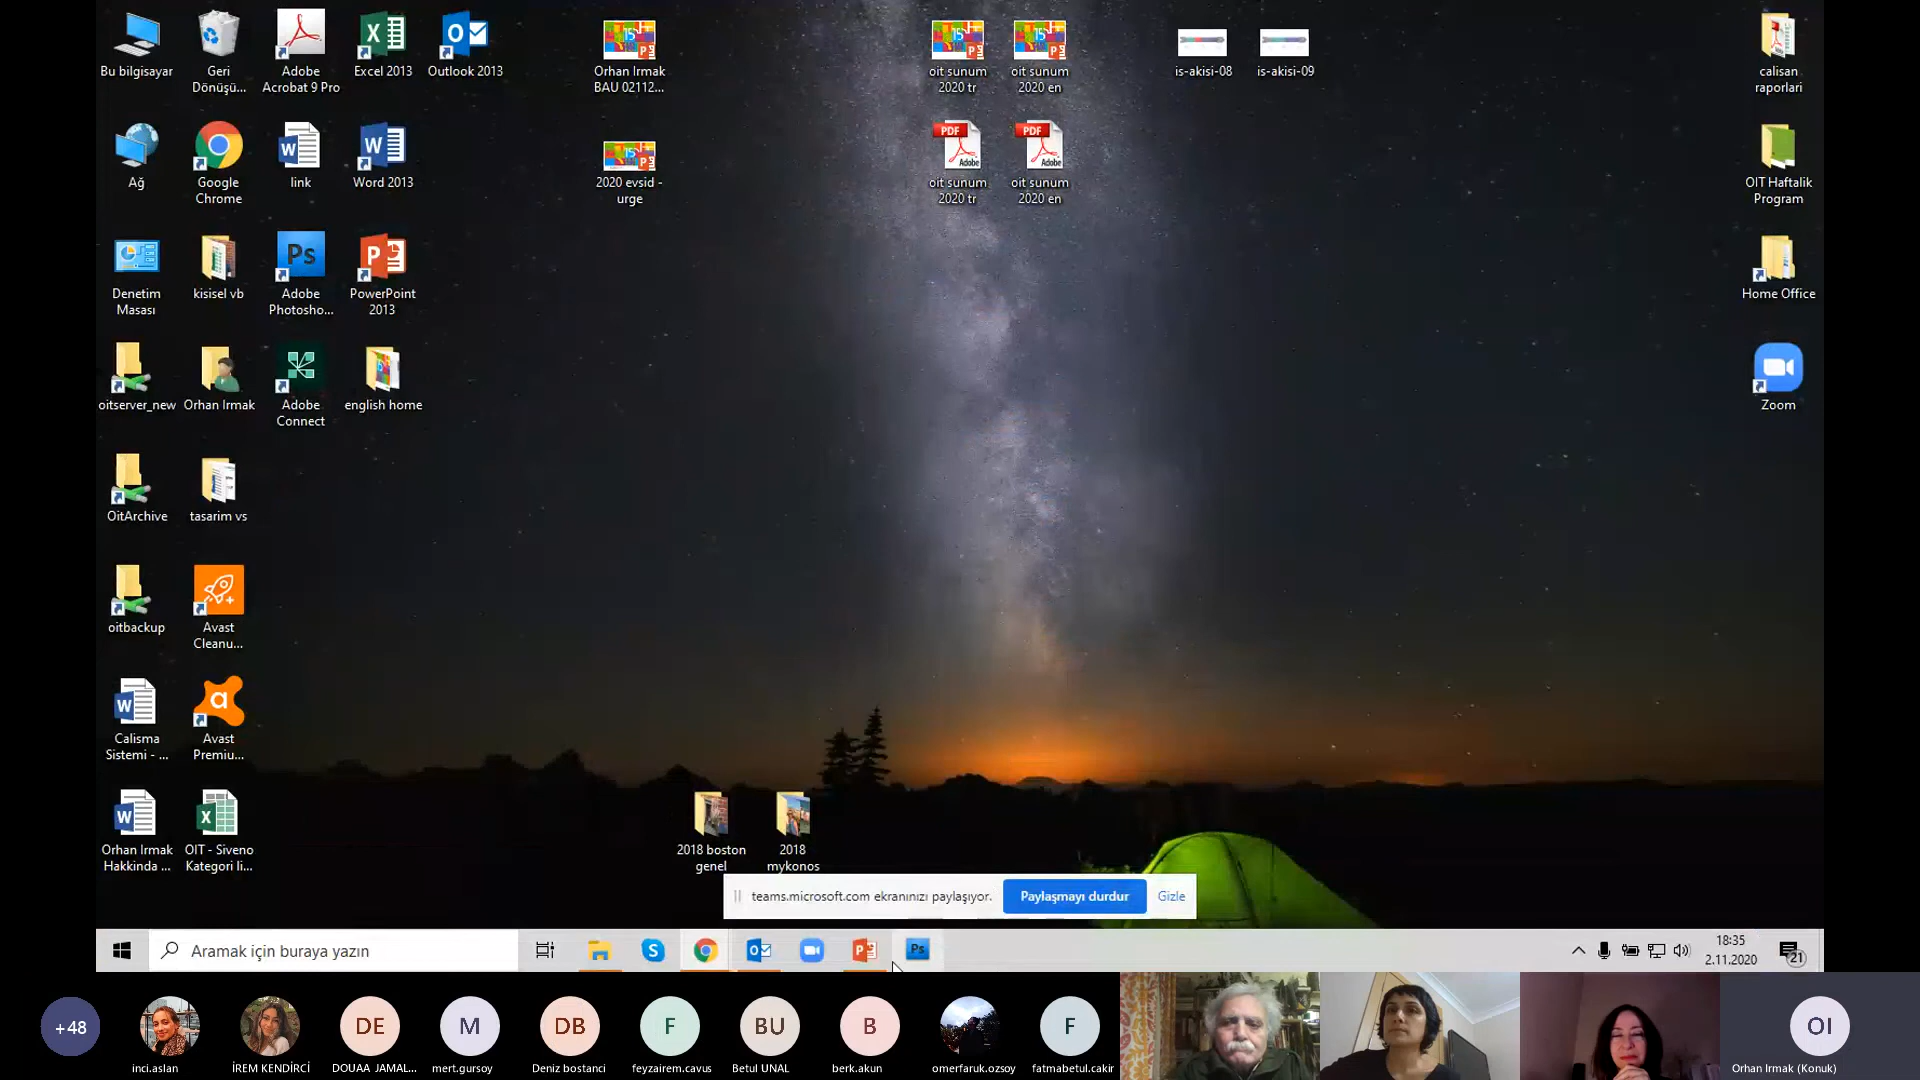 Bu bilgisayar
Geri
Dönüşü...
Adobe
Acrobat 9 Pro
Excel 2013
Outlook 2013
Orhan Irmak
BAU 02112...
oit sunum
2020 tr
oit sunum
2020 en
is-akisi-08
is-akisi-09
calisan
raporlari
Ağ
Google
Chrome
link
Word 2013
2020 evsid -
urge
PDF
Adobe
oit sunum
2020 tr
PDF
Adobe
oit sunum
2020 en
OIT Haftalik
Program
Denetim
Masası
kisisel vb
Ps
Adobe
Photosho...
PowerPoint
2013
Home Office
oitserver_new
Orhan Irmak
Adobe
Connect
english home
Zoom
OitArchive
tasarim vs
oitbackup
Avast
Cleanu...
Calisma
Sistemi - ...
Avast
Premiu...
Orhan Irmak
Hakkinda ...
OIT - Siveno
Kategori li...
2018 boston
genel
2018
mykonos
teams.microsoft.com ekranınızı paylaşıyor.
Paylaşmayı durdur
Gizle
Aramak için buraya yazın
Ps
18:35
2.11.2020
21
+48
DE
M
DB
F
BU
B
F
OI
inci.aslan
İREM KENDİRCİ
DOUAA JAMAL...
mert.gursoy
Deniz bostanci
feyzairem.cavus
Betul UNAL
berk.akun
omerfaruk.ozsoy
fatmabetul.cakir
Orhan Irmak (Konuk)